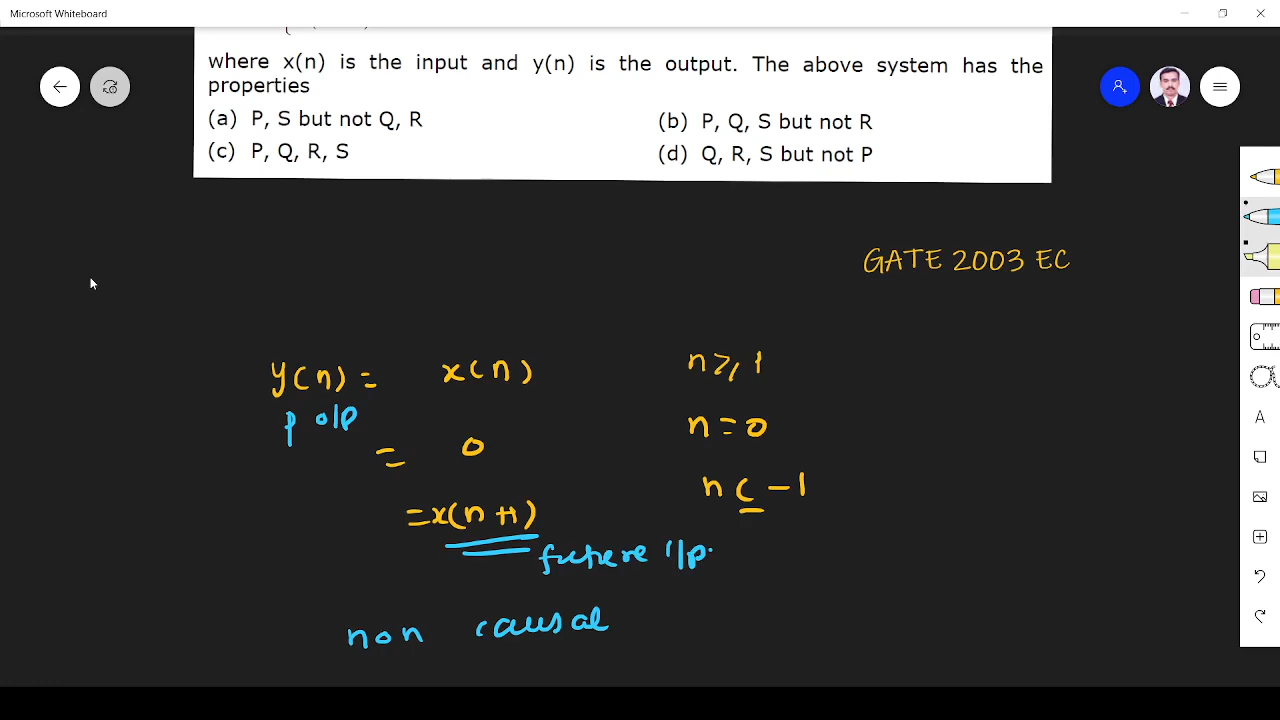 Microsoft Whiteboard
where x(n) is the input and y(n) is the output. The above system has the
properties
(a) P, S but not Q, R (b) P, Q, S but not R
(c) P, Q, R, S (d) Q, R, S but not P
GATE 2003 EC
y(n) = x(n) n ≥ 1
p o/p
= 0 n = 0
= x(n+1) n ≤ -1
future i/p
non causal
A